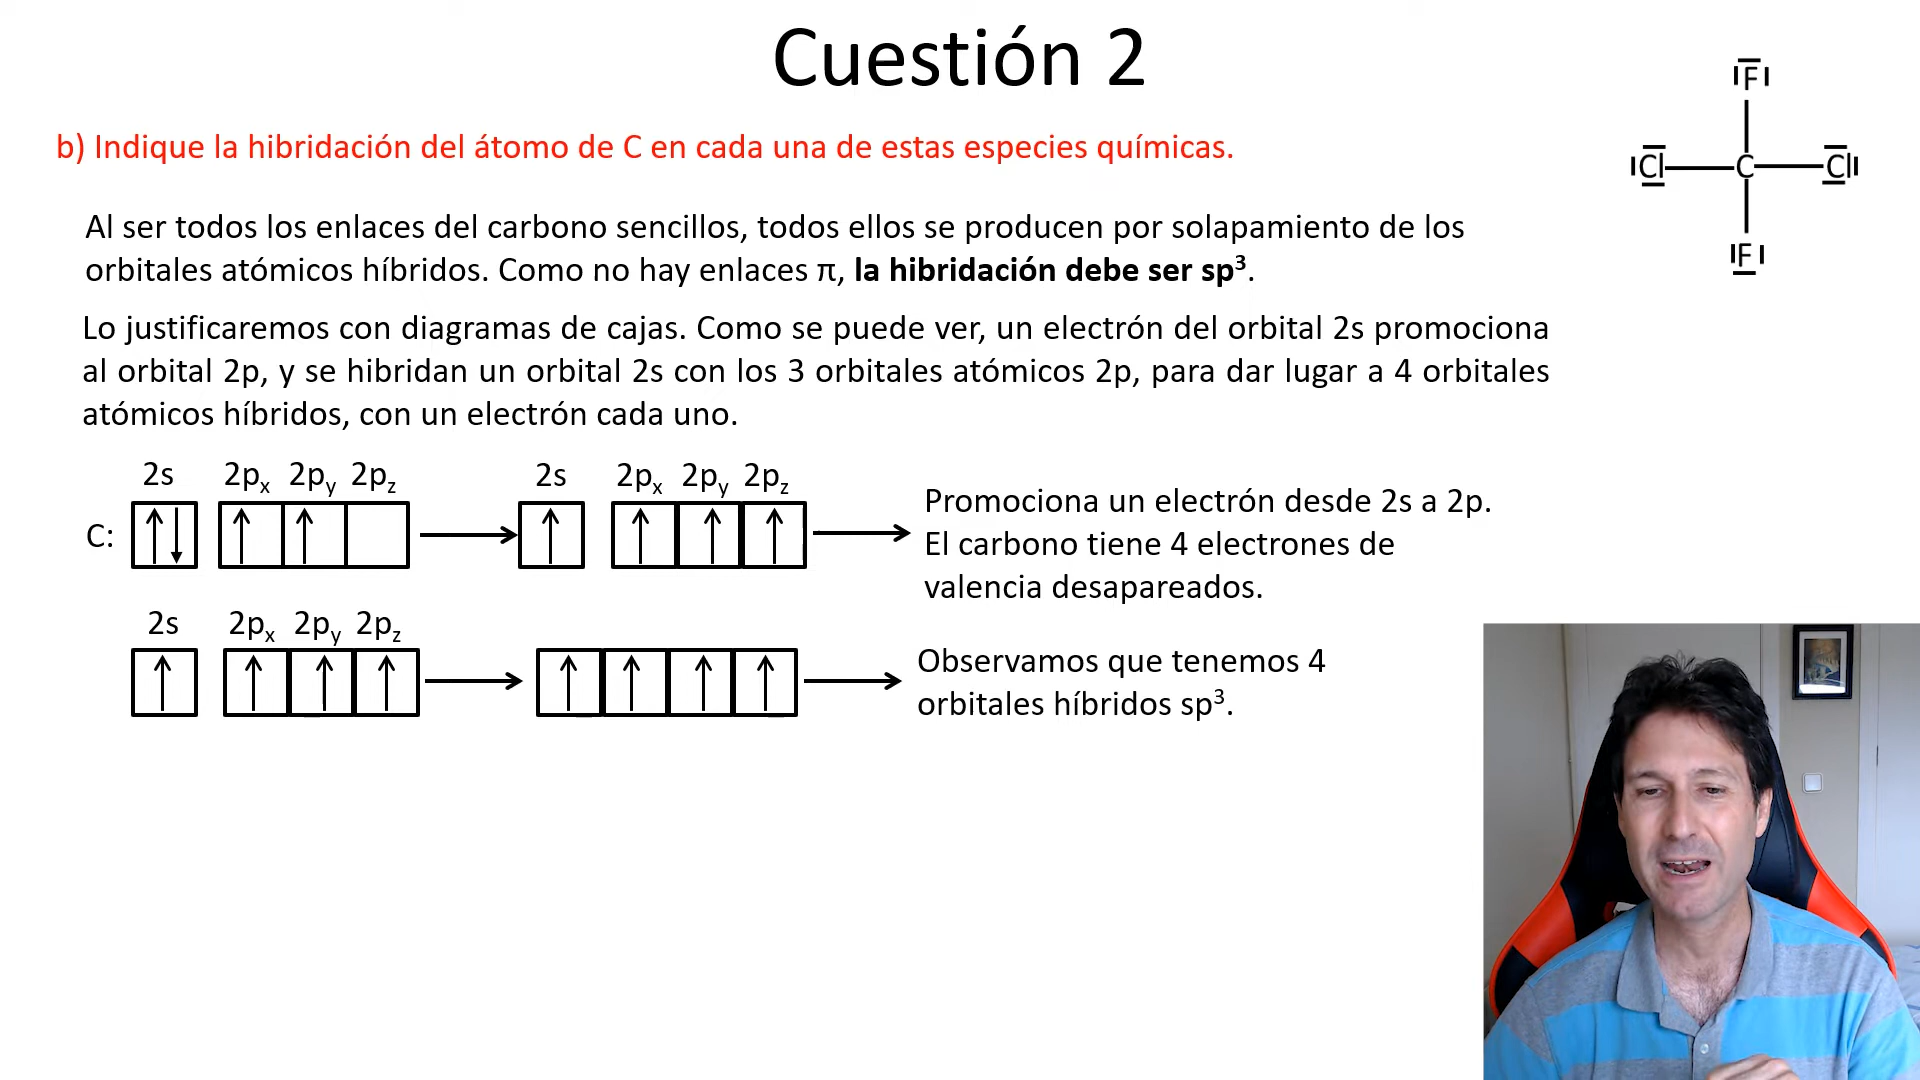 Cuestión 2
b) Indique la hibridación del átomo de C en cada una de estas especies químicas.
F
Cl C Cl
F
Al ser todos los enlaces del carbono sencillos, todos ellos se producen por solapamiento de los
orbitales atómicos híbridos. Como no hay enlaces π, la hibridación debe ser sp³.
Lo justificaremos con diagramas de cajas. Como se puede ver, un electrón del orbital 2s promociona
al orbital 2p, y se hibridan un orbital 2s con los 3 orbitales atómicos 2p, para dar lugar a 4 orbitales
atómicos híbridos, con un electrón cada uno.
2s 2pₓ 2p_y 2p_z 2s 2pₓ 2p_y 2p_z
C:
Promociona un electrón desde 2s a 2p.
El carbono tiene 4 electrones de
valencia desapareados.
2s 2pₓ 2p_y 2p_z
Observamos que tenemos 4
orbitales híbridos sp³.